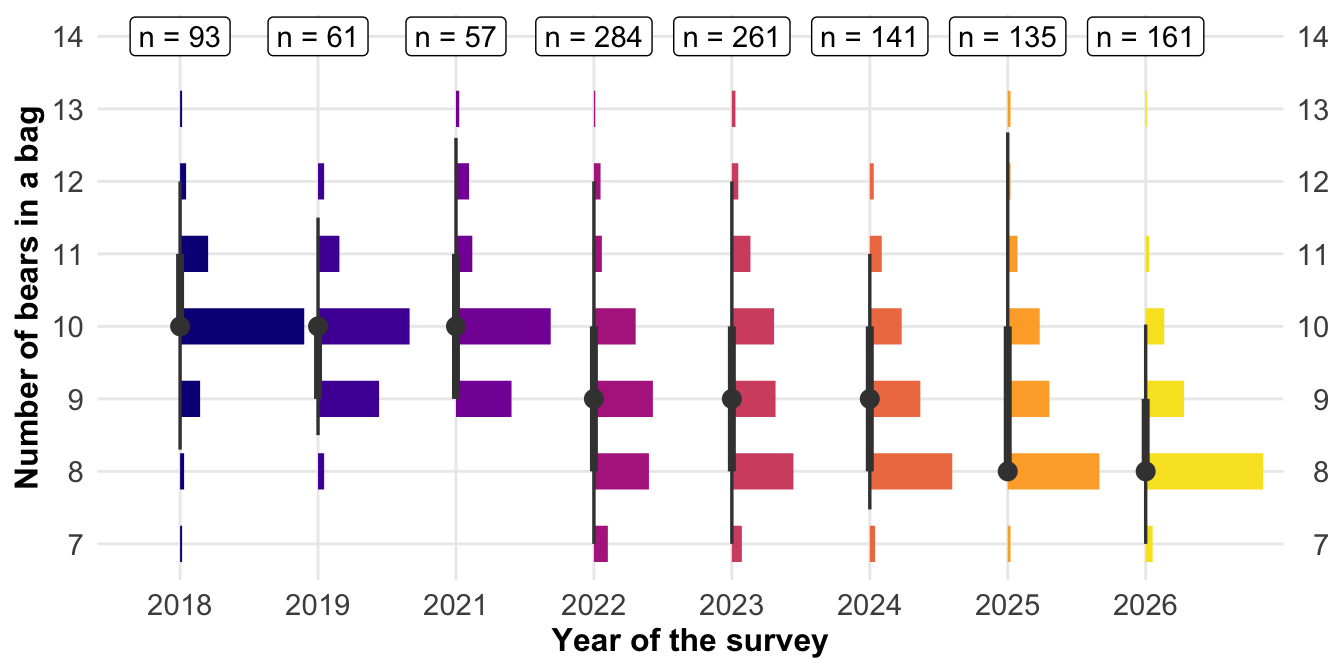 n = 93 n = 61 n = 57 n = 284 n = 261 n = 141 n = 135 n = 161
14 14
13 13
12 12
11 11
10 10
9 9
8 8
7 7
Number of bears in a bag
2018 2019 2021 2022 2023 2024 2025 2026
Year of the survey